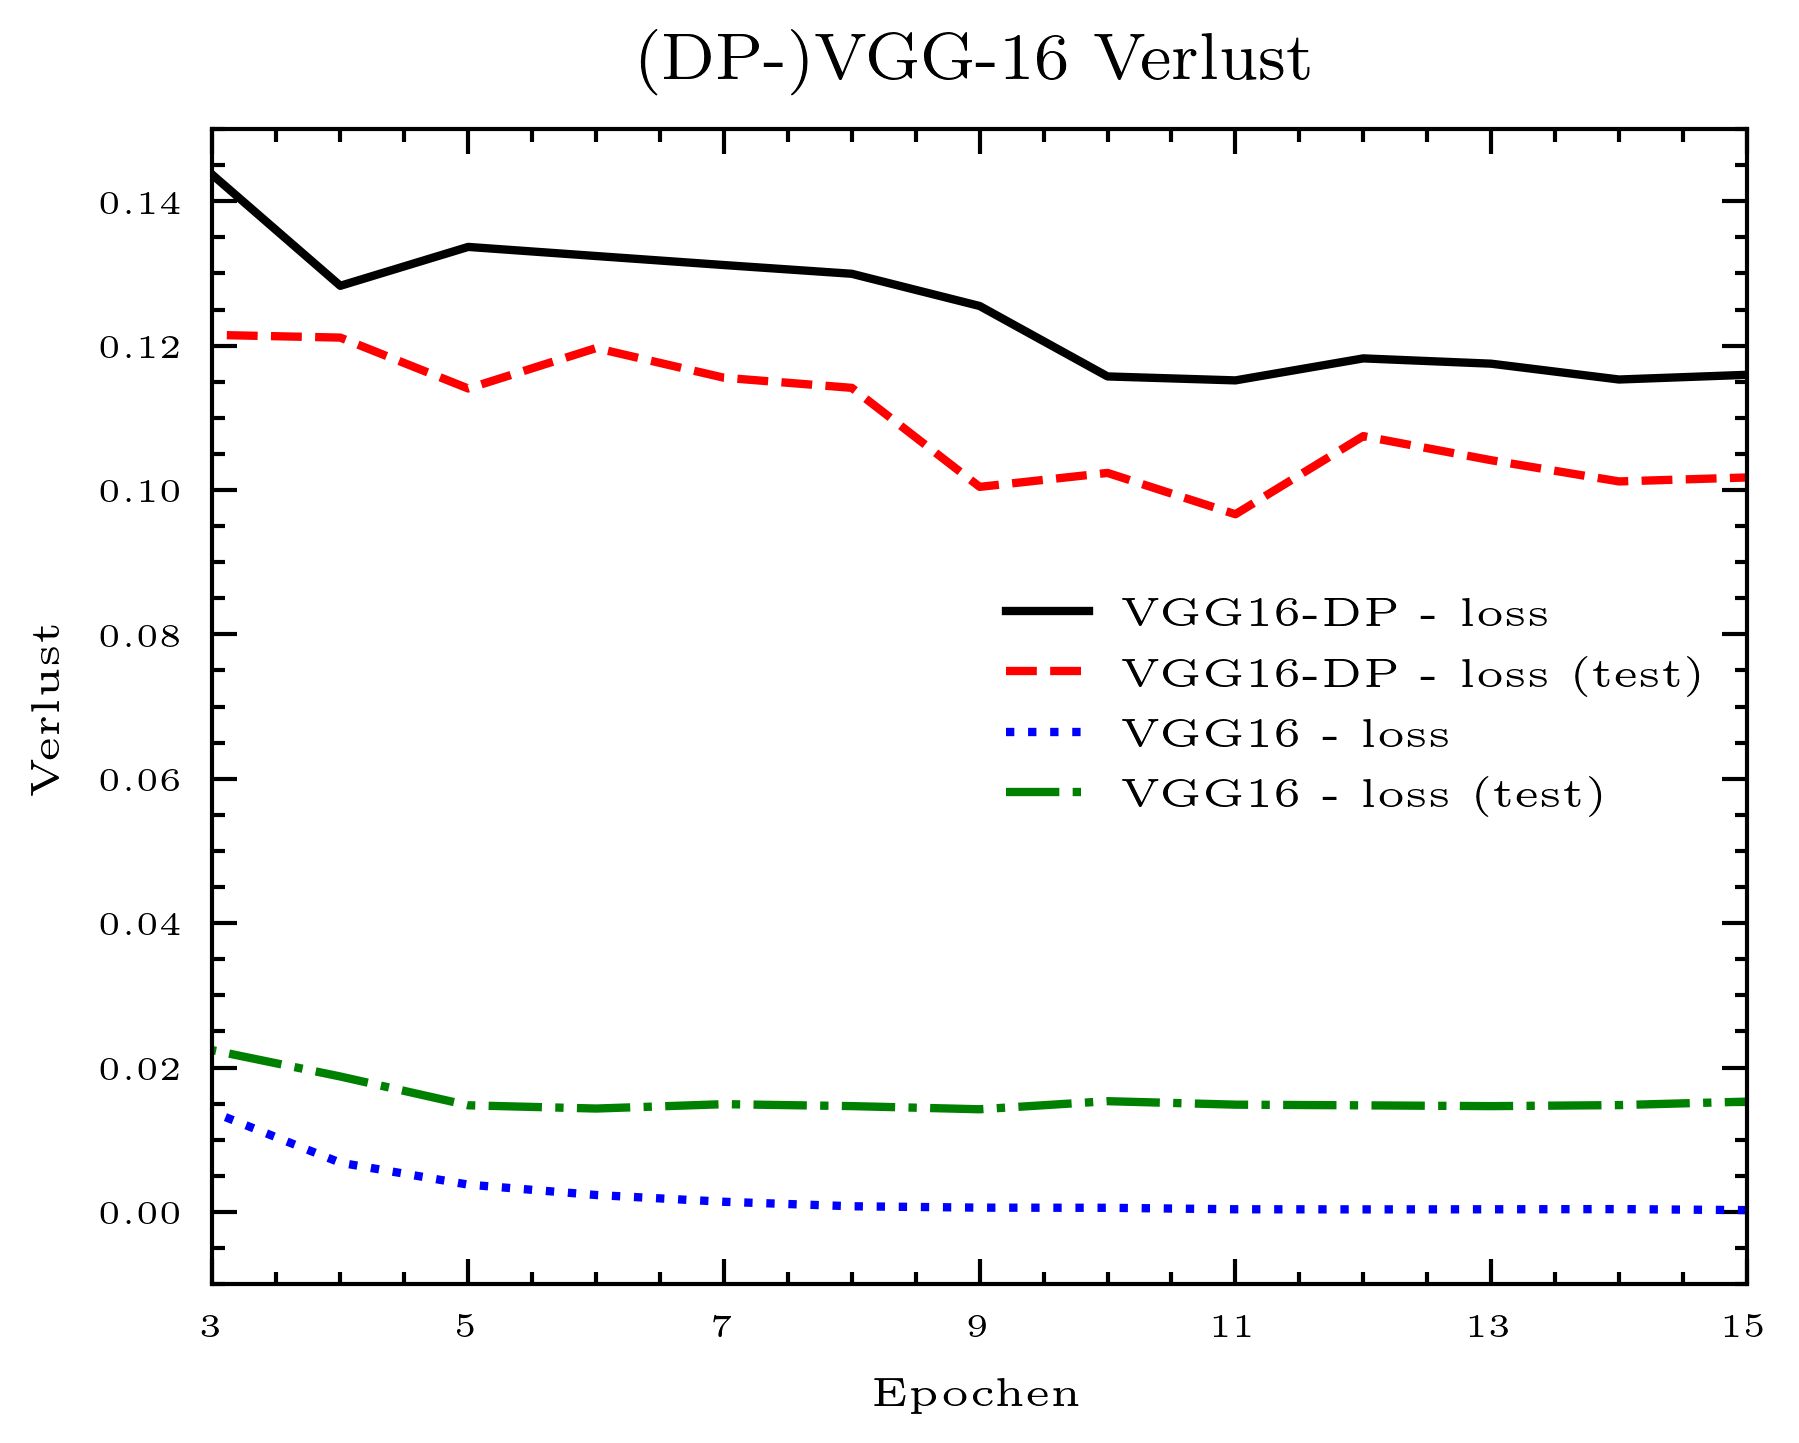 (DP-)VGG-16 Verlust
0.14
0.12
0.10
0.08
0.06
0.04
0.02
0.00
Verlust
VGG16-DP - loss
VGG16-DP - loss (test)
VGG16 - loss
VGG16 - loss (test)
3 5 7 9 11 13 15
Epochen